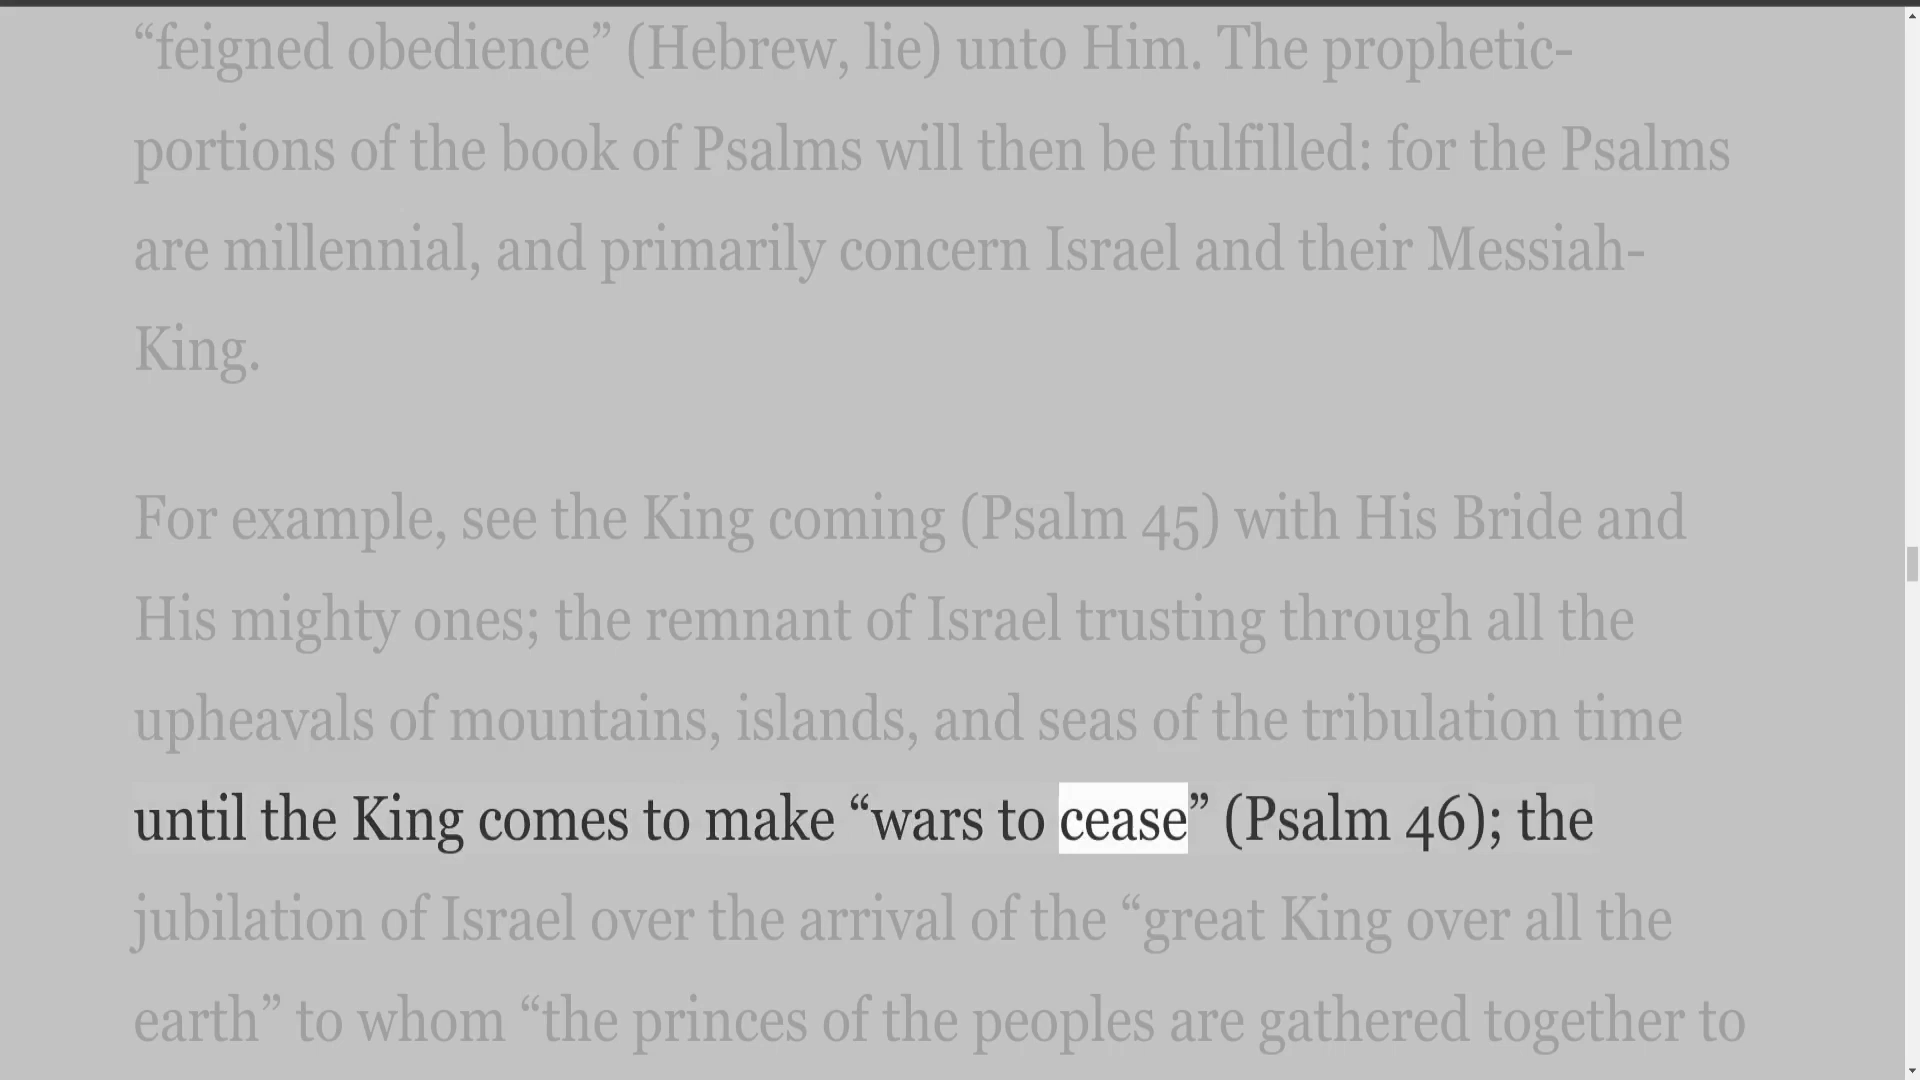 “feigned obedience” (Hebrew, lie) unto Him. The prophetic-
portions of the book of Psalms will then be fulfilled: for the Psalms
are millennial, and primarily concern Israel and their Messiah-
King.
For example, see the King coming (Psalm 45) with His Bride and
His mighty ones; the remnant of Israel trusting through all the
upheavals of mountains, islands, and seas of the tribulation time
until the King comes to make “wars to cease” (Psalm 46); the
jubilation of Israel over the arrival of the “great King over all the
earth” to whom “the princes of the peoples are gathered together to